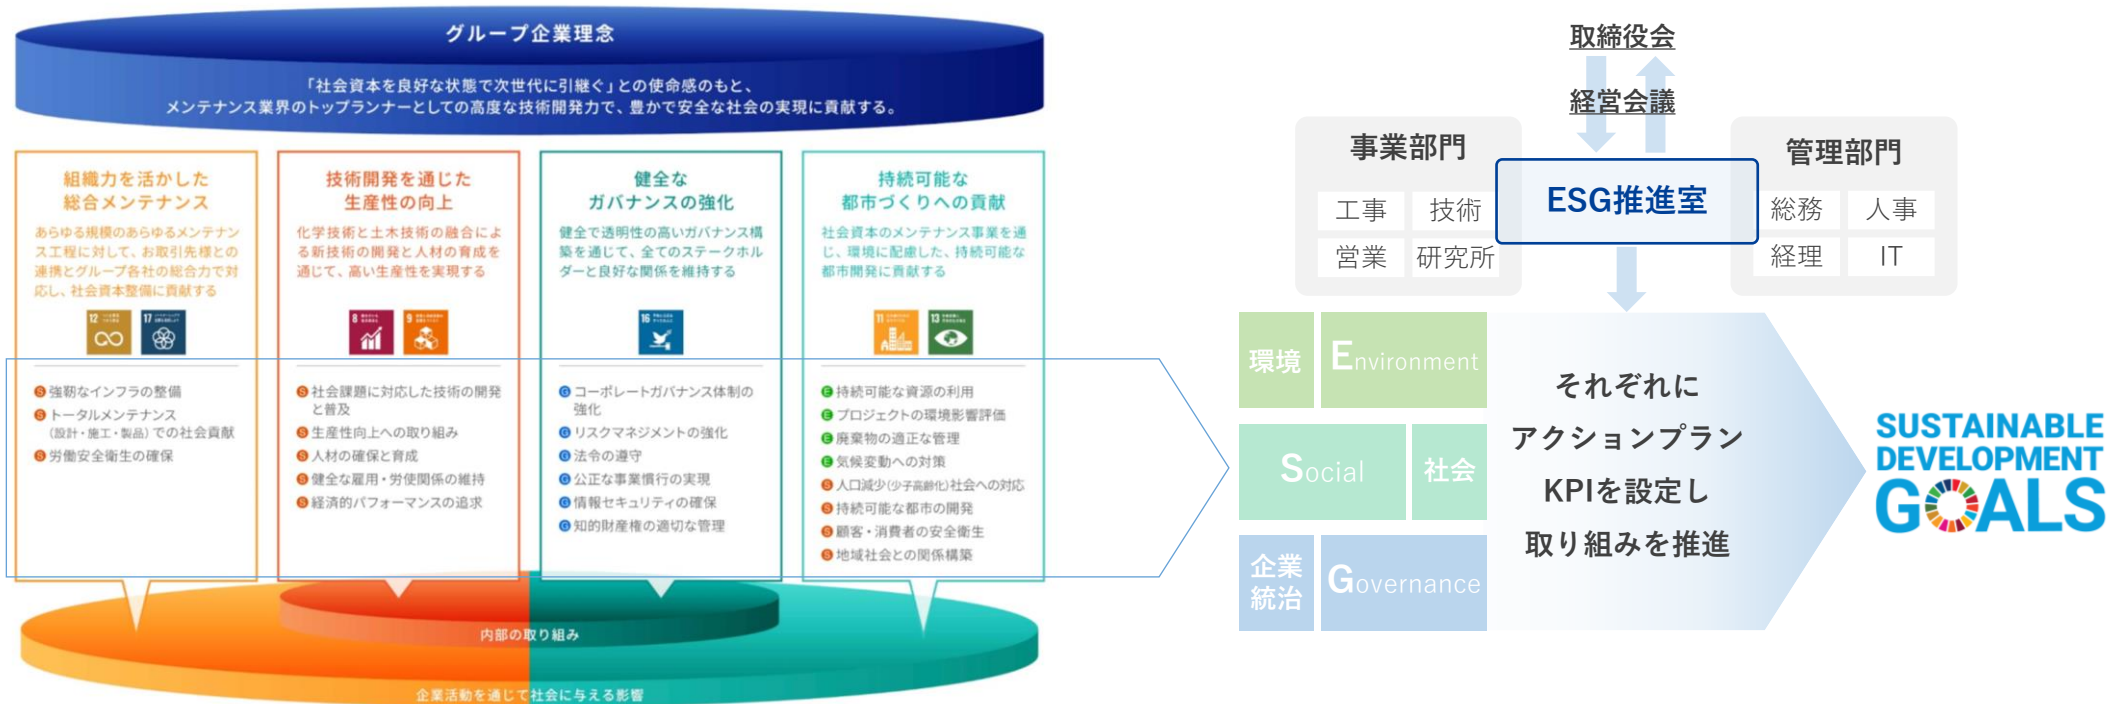 グループ企業理念
「社会資本を良好な状態で次世代に引継ぐ」との使命感のもと、
メンテナンス業界のトップランナーとしての高度な技術開発力で、豊かで安全な社会の実現に貢献する。
組織力を活かした
総合メンテナンス
あらゆる規模のあらゆるメンテナン
ス工程に対して、お取引先様との
連携とグループ各社の総合力で対
応し、社会資本整備に貢献する
12
17
S 強靭なインフラの整備
S トータルメンテナンス
（設計・施工・製品）での社会貢献
S 労働安全衛生の確保
技術開発を通じた
生産性の向上
化学技術と土木技術の融合によ
る新技術の開発と人材の育成を
通じて、高い生産性を実現する
8
9
S 社会課題に対応した技術の開発
と普及
S 生産性向上への取り組み
S 人材の確保と育成
S 健全な雇用・労使関係の維持
S 経済的パフォーマンスの追求
健全な
ガバナンスの強化
健全で透明性の高いガバナンス構
築を通じて、全てのステークホル
ダーと良好な関係を維持する
16
G コーポレートガバナンス体制の
強化
G リスクマネジメントの強化
G 法令の遵守
G 公正な事業慣行の実現
G 情報セキュリティの確保
G 知的財産権の適切な管理
持続可能な
都市づくりへの貢献
社会資本のメンテナンス事業を通
じ、環境に配慮した、持続可能な
都市開発に貢献する
11
13
E 持続可能な資源の利用
E プロジェクトの環境影響評価
E 廃棄物の適正な管理
E 気候変動への対策
S 人口減少（少子高齢化）社会への対応
S 持続可能な都市の開発
S 顧客・消費者の安全衛生
S 地域社会との関係構築
内部の取り組み
企業活動を通じて社会に与える影響
取締役会
経営会議
事業部門
工事 技術
営業 研究所
ESG推進室
管理部門
総務 人事
経理 IT
環境 Environment
Social 社会
企業
統治
Governance
それぞれに
アクションプラン
KPIを設定し
取り組みを推進
SUSTAINABLE
DEVELOPMENT
GOALS